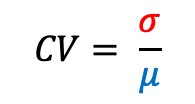 CV = σ / μ